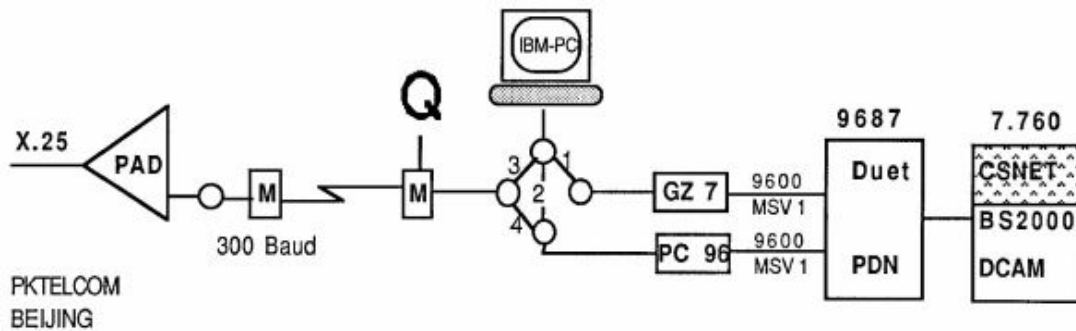 IBM-PC
Q
X.25
PAD
M
300 Baud
M
3
1
2
4
GZ 7
9600
MSV 1
PC 96
9600
MSV 1
9687
Duet
PDN
7.760
CSNET
BS2000
DCAM
PKTELCOM
BEIJING